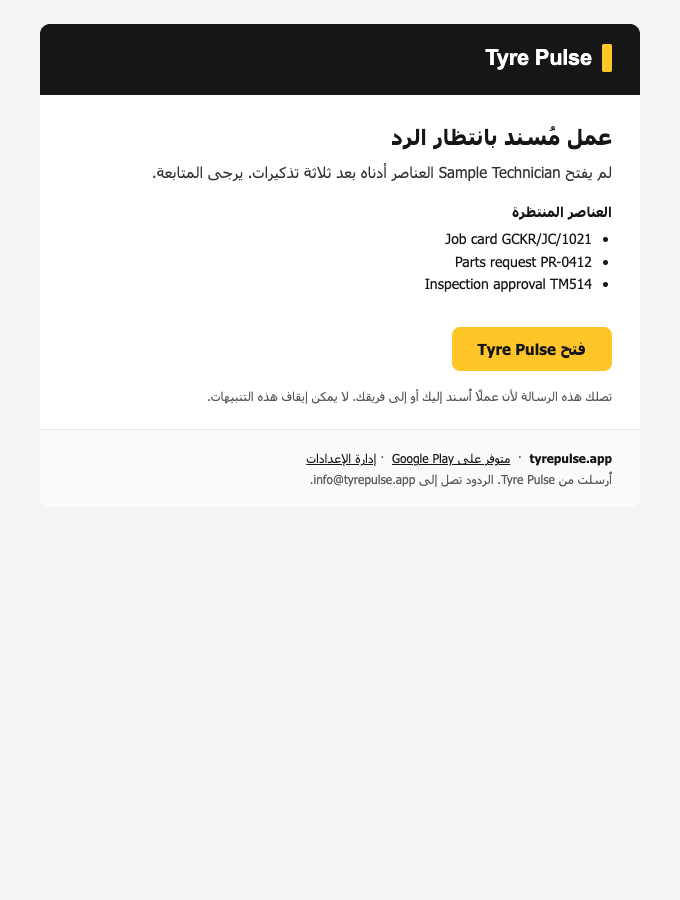 Tyre Pulse
عمل مُسند بانتظار الرد
لم يفتح Sample Technician العناصر أدناه بعد ثلاثة تذكيرات. يرجى المتابعة.
العناصر المنتظرة
• Job card GCKR/JC/1021
• Parts request PR-0412
• Inspection approval TM514
فتح Tyre Pulse
تصلك هذه الرسالة لأن عملًا أُسند إليك أو إلى فريقك. لا يمكن إيقاف هذه التنبيهات.
tyrepulse.app · متوفر على Google Play · إدارة الإعدادات
أُرسلت من Tyre Pulse. الردود تصل إلى info@tyrepulse.app.